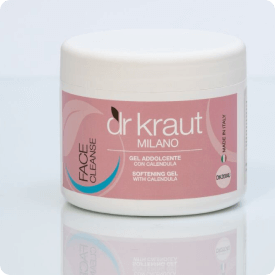 dr kraut
MILANO
GEL ADDOLCENTE
CON CALENDULA
SOFTENING GEL
WITH CALENDULA
FACE
CLEANSE
MADE IN ITALY